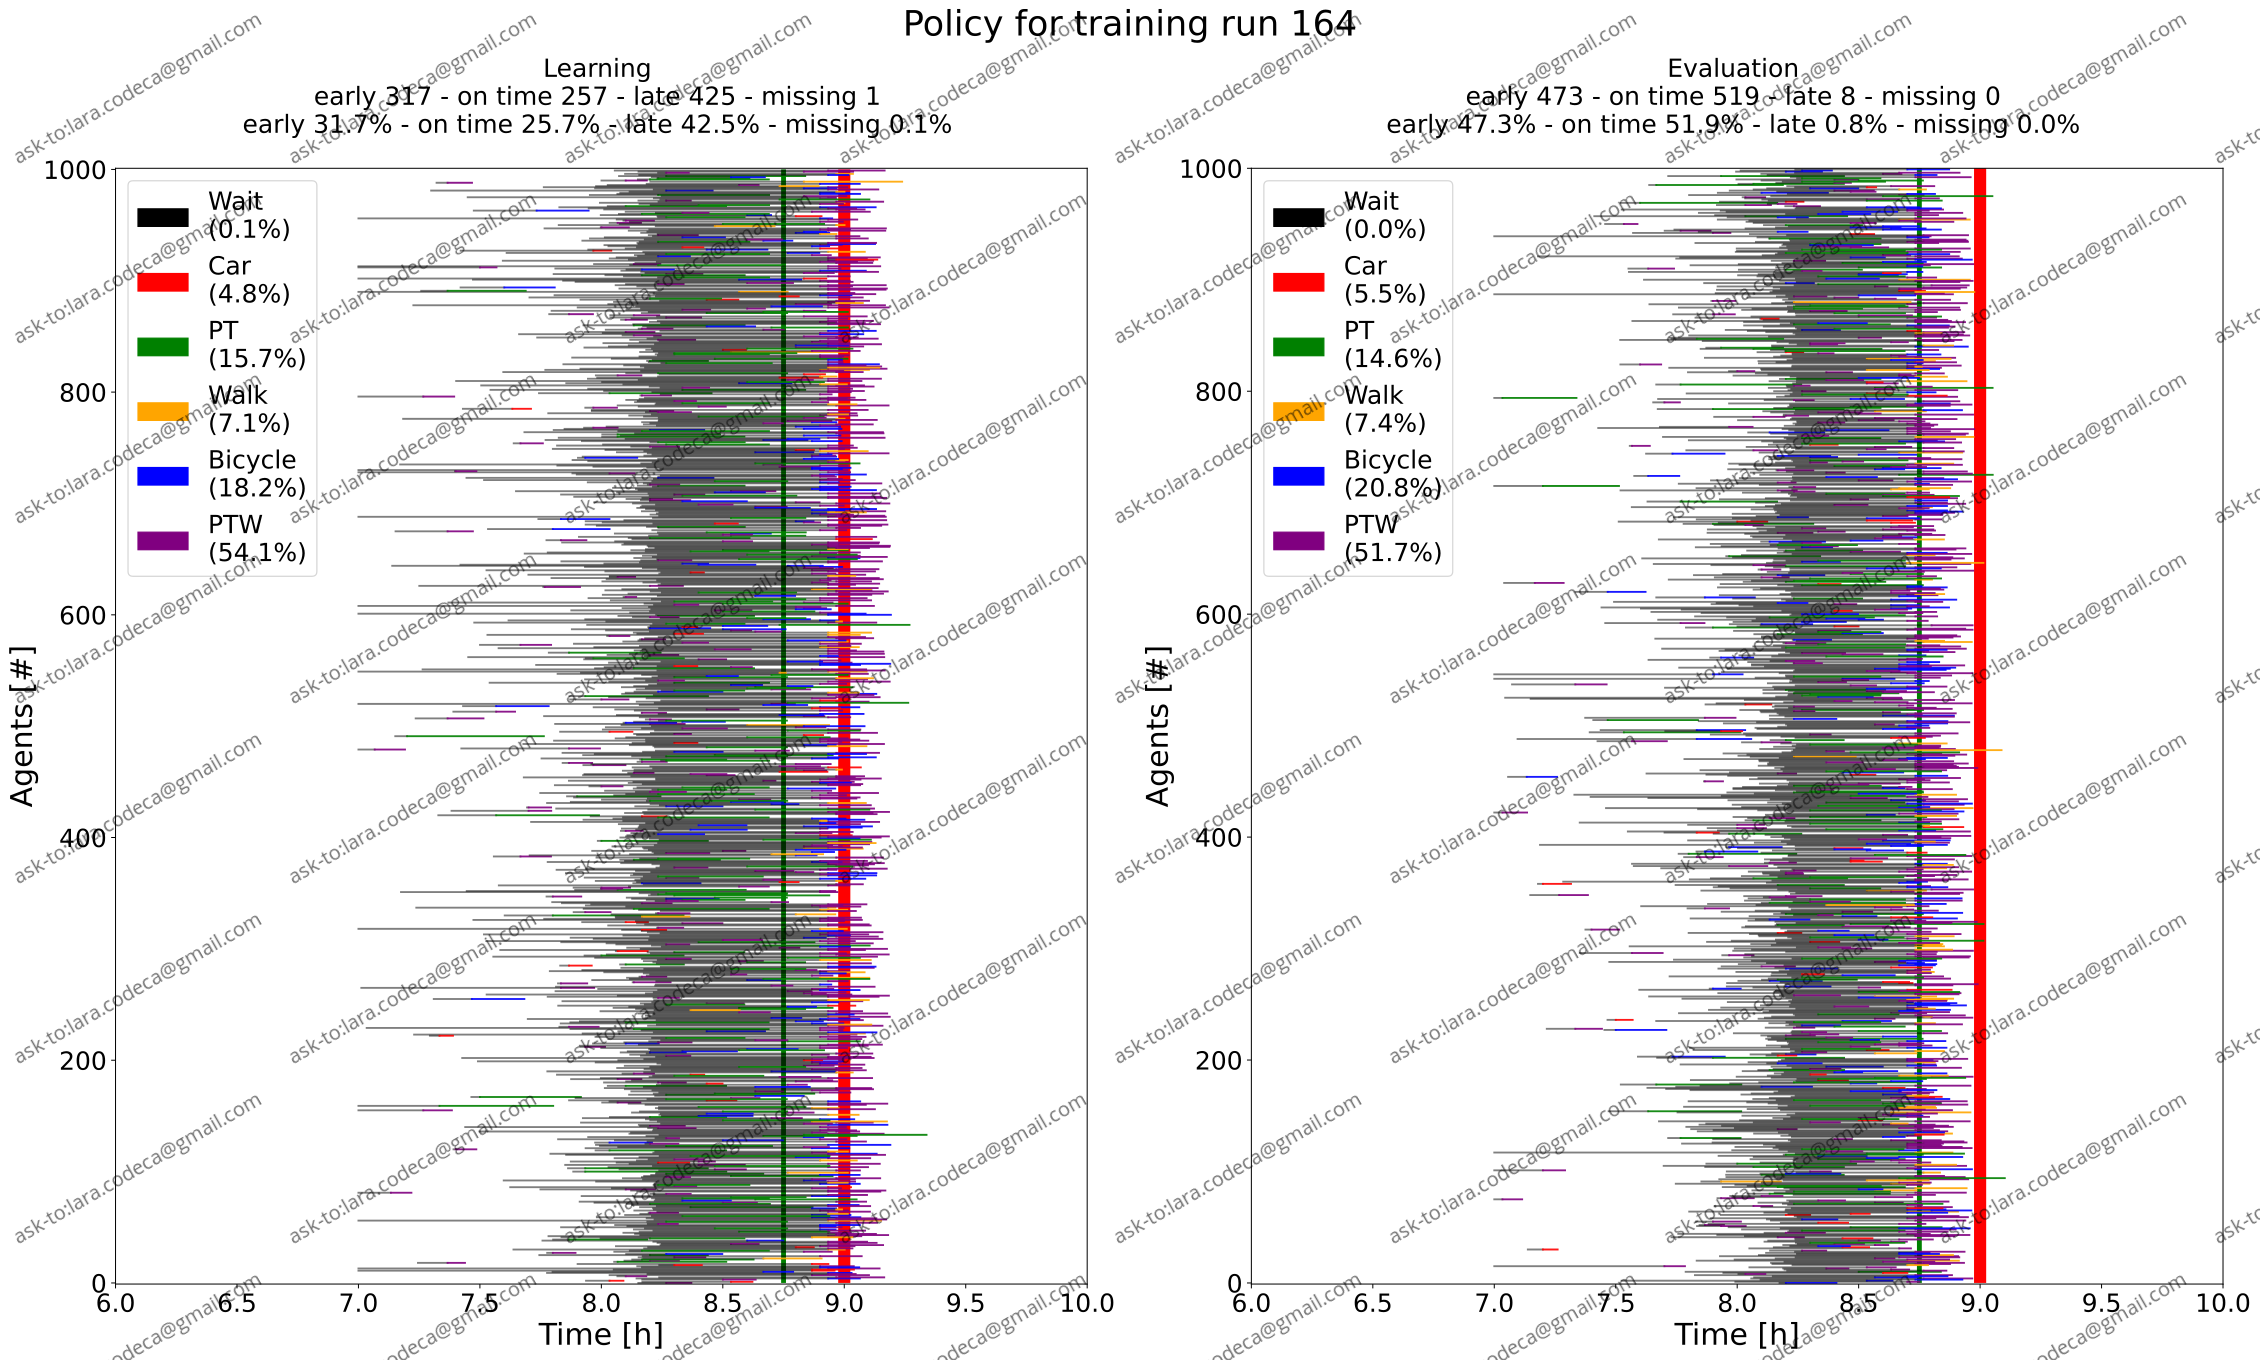 Policy for training run 164
Learning
early 317 - on time 257 - late 425 - missing 1
early 31.7% - on time 25.7% - late 42.5% - missing 0.1%
1000
800
600
400
200
0
Agents [#]
Wait
(0.1%)
Car
(4.8%)
PT
(15.7%)
Walk
(7.1%)
Bicycle
(18.2%)
PTW
(54.1%)
6.0 6.5 7.0 7.5 8.0 8.5 9.0 9.5 10.0
Time [h]
Evaluation
early 473 - on time 519 - late 8 - missing 0
early 47.3% - on time 51.9% - late 0.8% - missing 0.0%
1000
800
600
400
200
0
Agents [#]
Wait
(0.0%)
Car
(5.5%)
PT
(14.6%)
Walk
(7.4%)
Bicycle
(20.8%)
PTW
(51.7%)
6.0 6.5 7.0 7.5 8.0 8.5 9.0 9.5 10.0
Time [h]
ask-to:lara.codeca@gmail.com